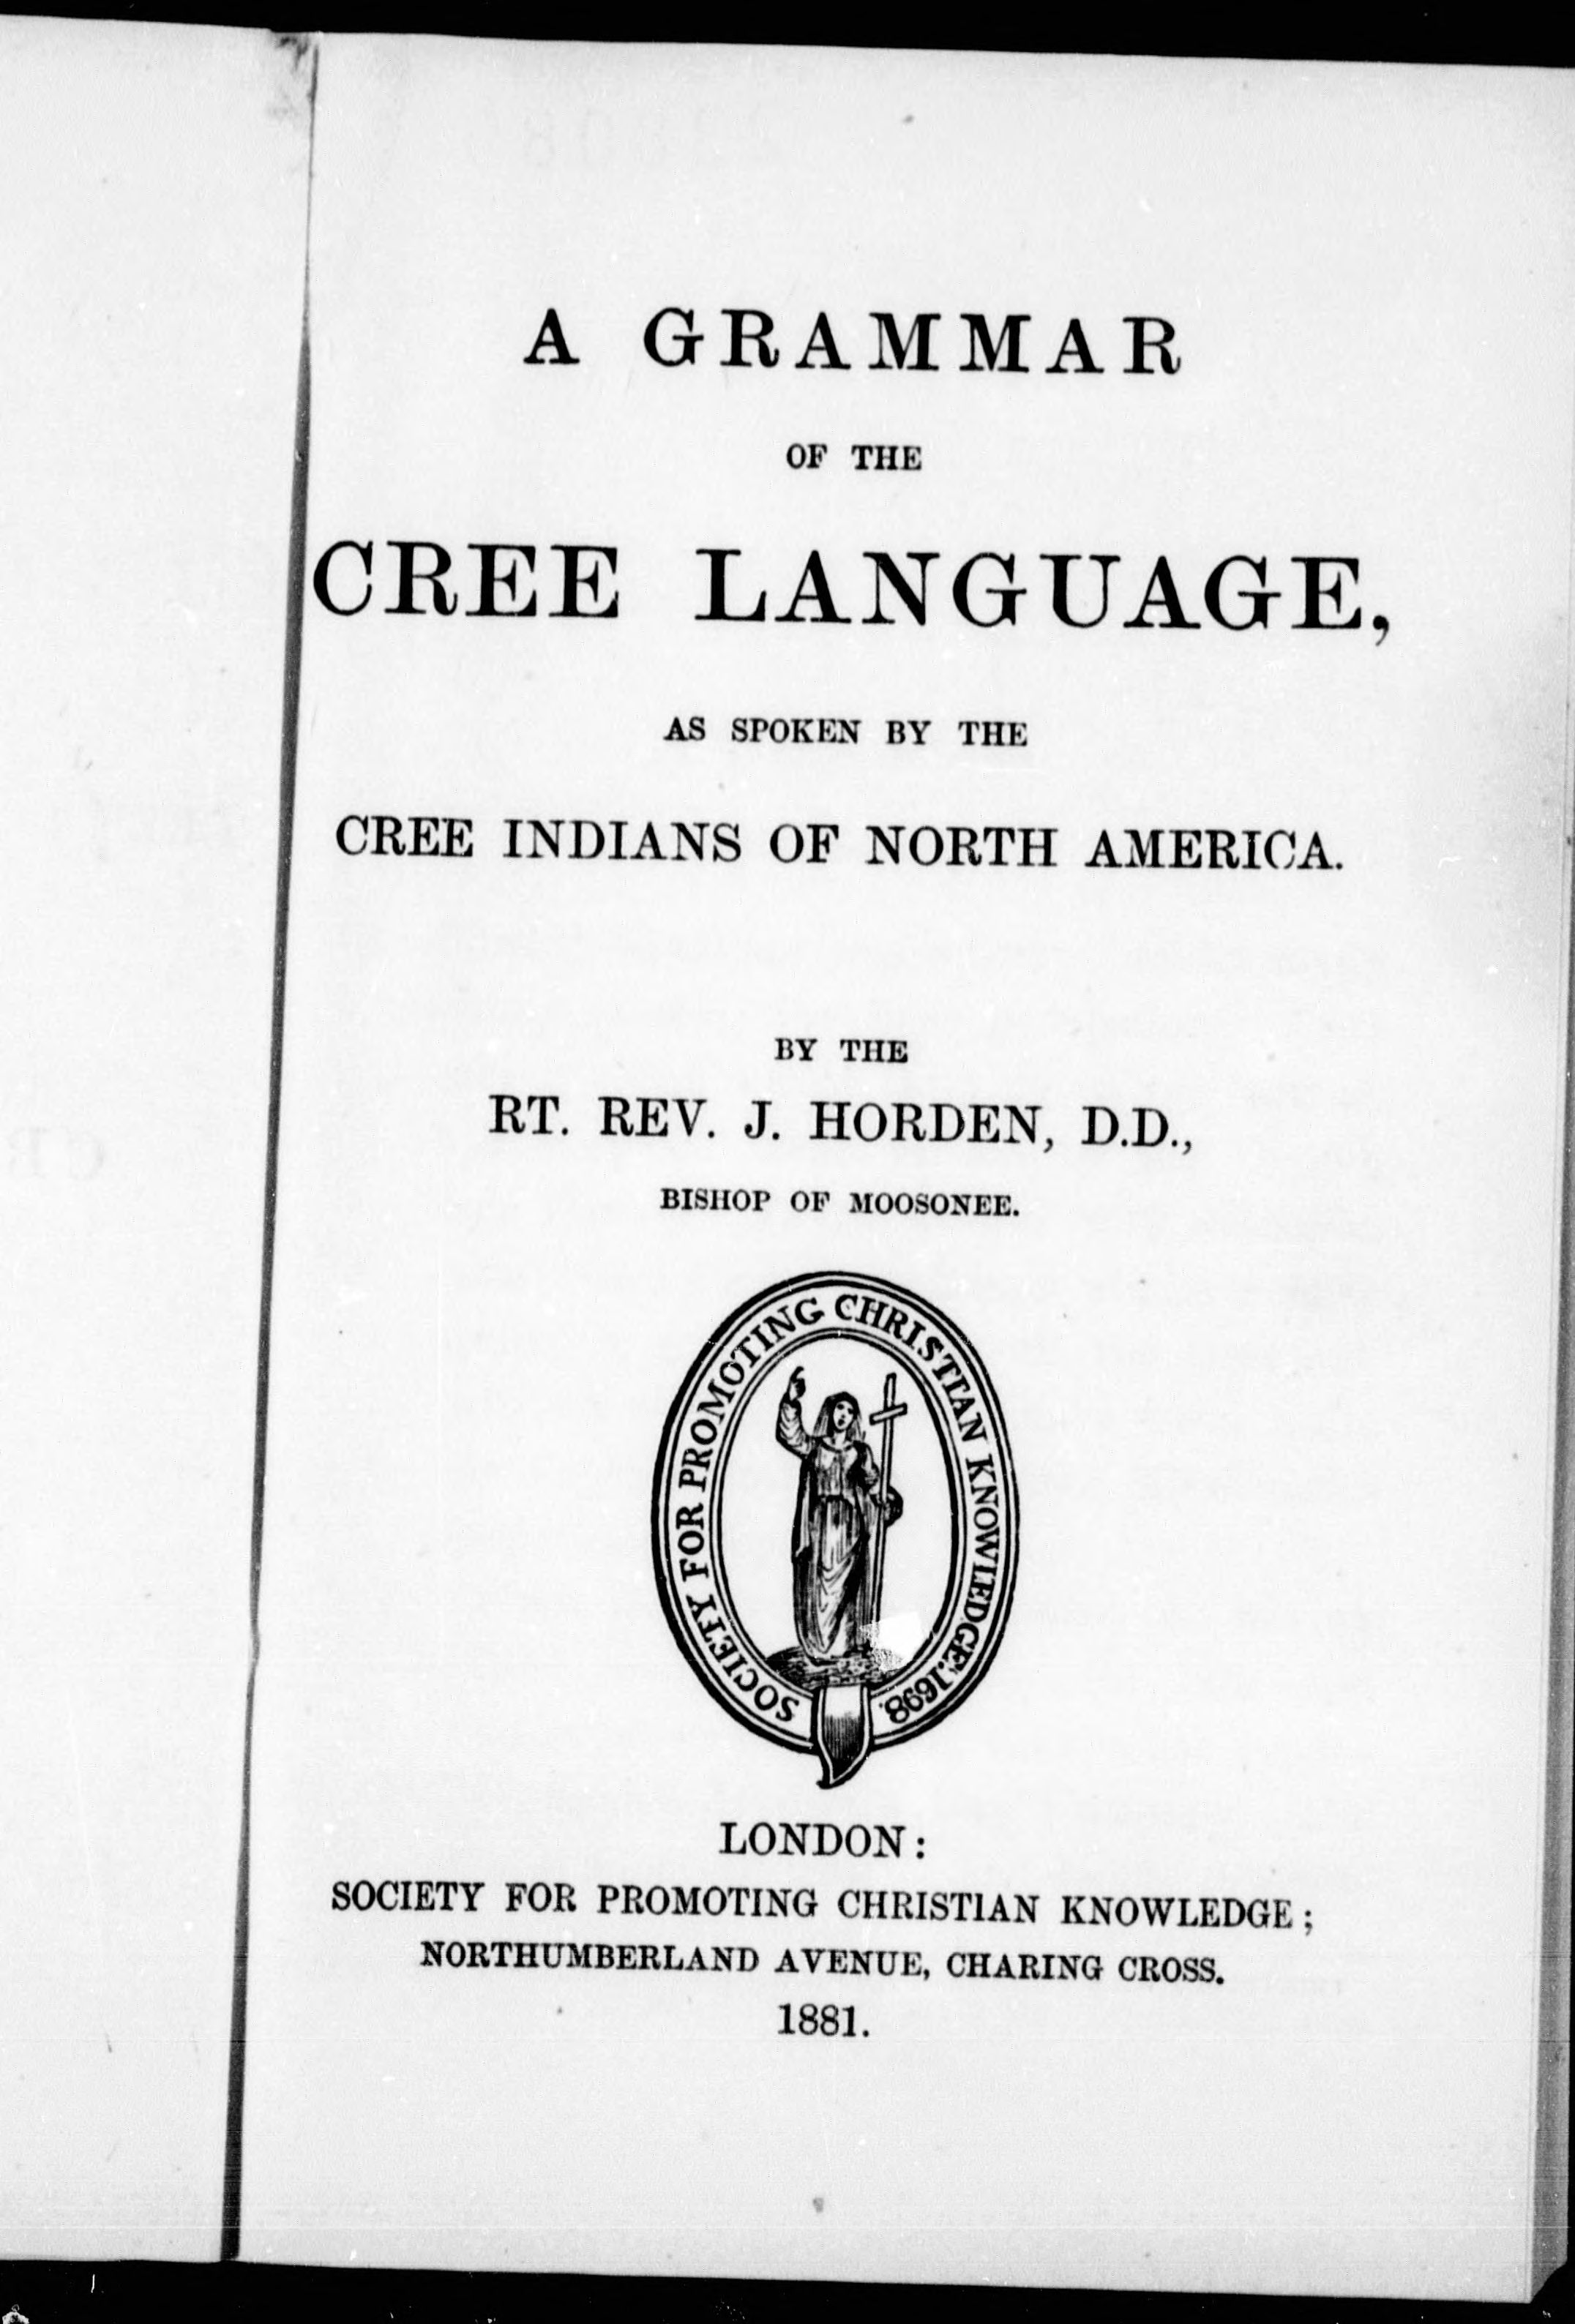 A GRAMMAR
OF THE
CREE LANGUAGE,
AS SPOKEN BY THE
CREE INDIANS OF NORTH AMERICA.
BY THE
RT. REV. J. HORDEN, D.D.,
BISHOP OF MOOSONEE.
SOCIETY FOR PROMOTING CHRISTIAN KNOWLEDGE. 1698.
LONDON:
SOCIETY FOR PROMOTING CHRISTIAN KNOWLEDGE;
NORTHUMBERLAND AVENUE, CHARING CROSS.
1881.